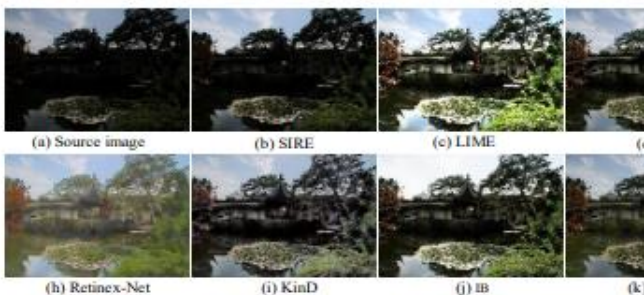 (a) Source image
(b) SIRE
(c) LIME
(h) Retinex-Net
(i) KinD
(j) IB
(k